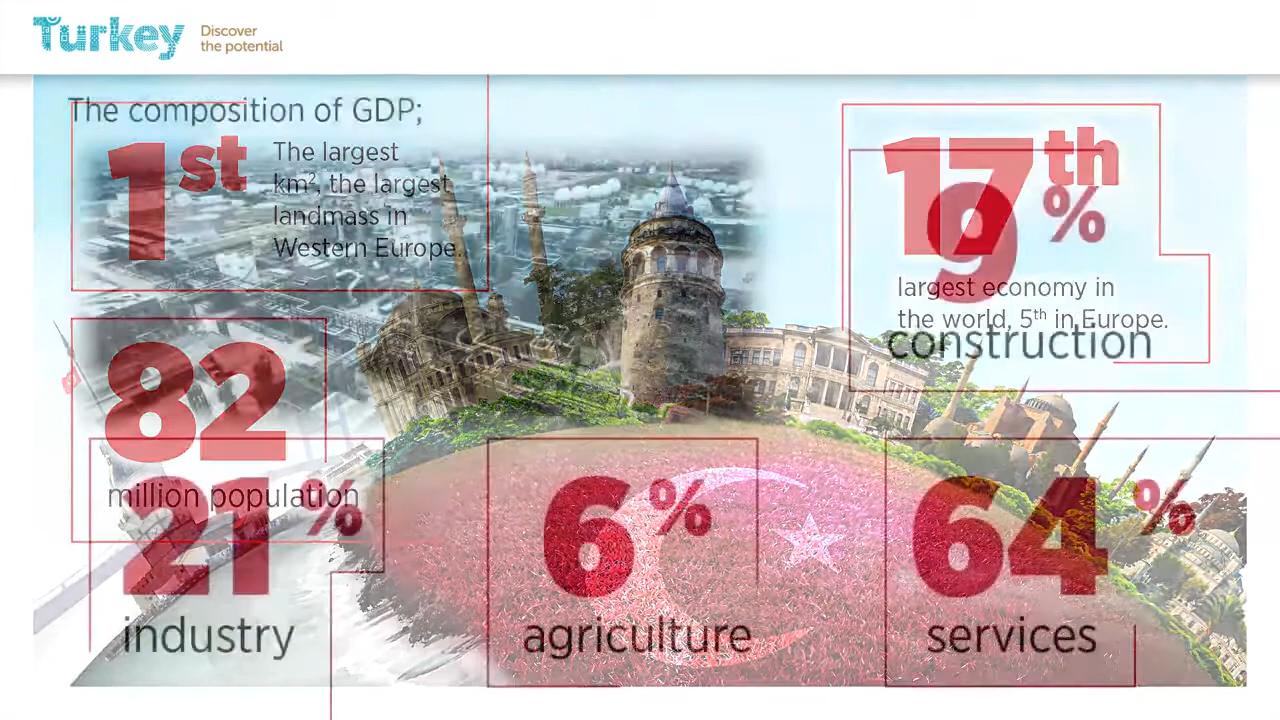 Turkey
Discover
the potential
The composition of GDP;
1st
The largest
km², the largest
landmass in
Western Europe.
17th
9%
largest economy in
the world, 5th in Europe.
construction
82
million population
21%
industry
6%
agriculture
64%
services